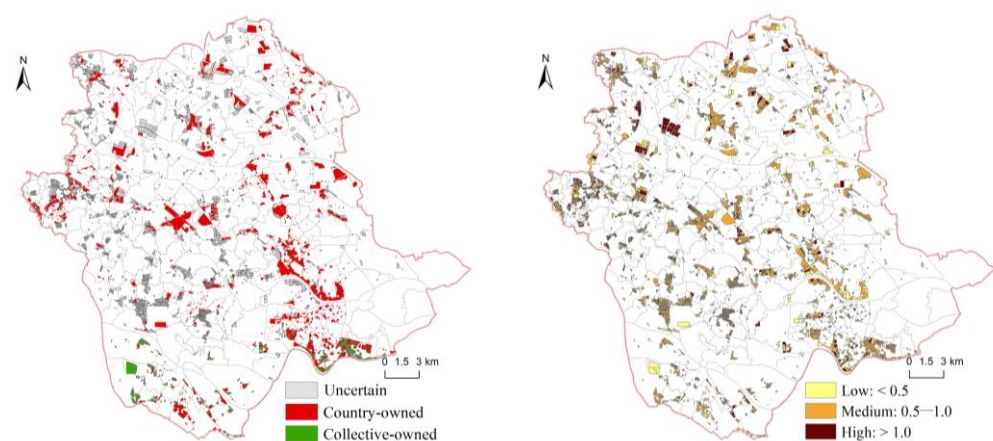 N
0 1.5 3 km
Uncertain
Country-owned
Collective-owned
N
0 1.5 3 km
Low: < 0.5
Medium: 0.5—1.0
High: > 1.0